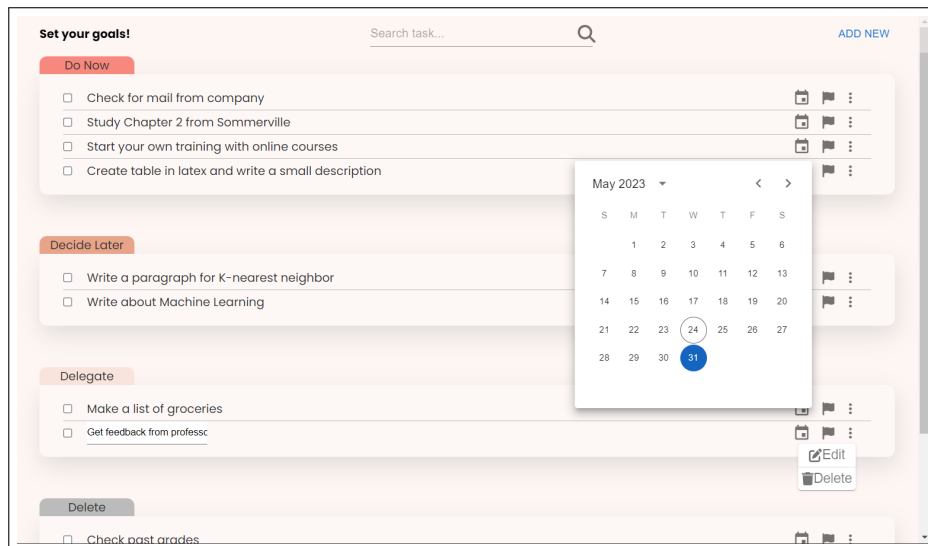 Set your goals!
Search task...
ADD NEW
Do Now
Check for mail from company
Study Chapter 2 from Sommerville
Start your own training with online courses
Create table in latex and write a small description
May 2023
S M T W T F S
1 2 3 4 5 6
7 8 9 10 11 12 13
14 15 16 17 18 19 20
21 22 23 24 25 26 27
28 29 30 31
Decide Later
Write a paragraph for K-nearest neighbor
Write about Machine Learning
Delegate
Make a list of groceries
Get feedback from professc
Edit
Delete
Delete
Check past grades